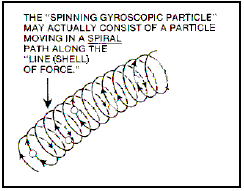 THE "SPINNING GYROSCOPIC PARTICLE"
MAY ACTUALLY CONSIST OF A PARTICLE
MOVING IN A SPIRAL
PATH ALONG THE
"LINE (SHELL)
OF FORCE."